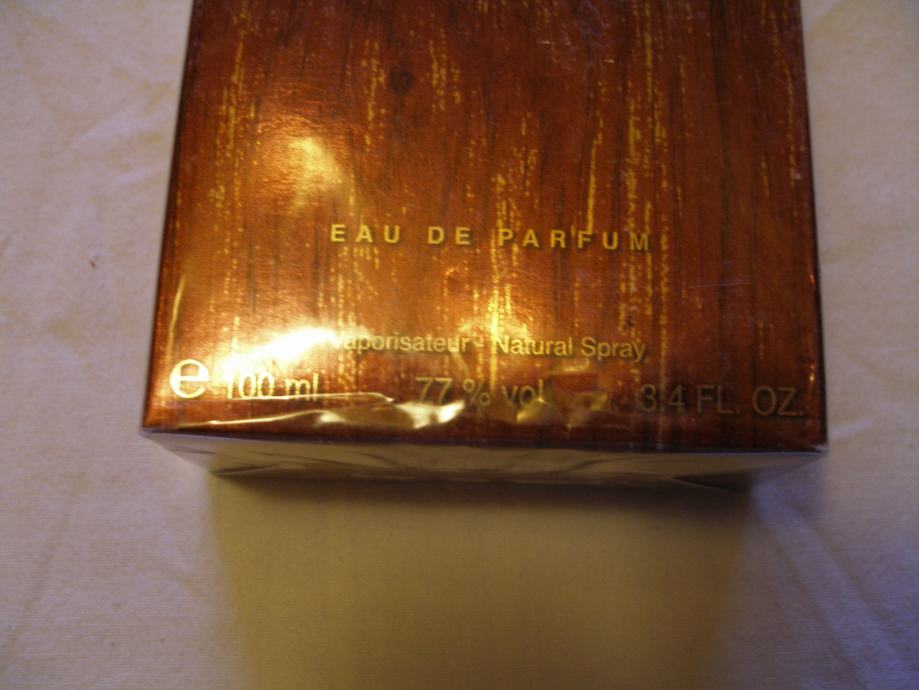 EAU DE PARFUM
Vaporisateur - Natural Spray
e 100 ml 77 % vol 3.4 FL. OZ.